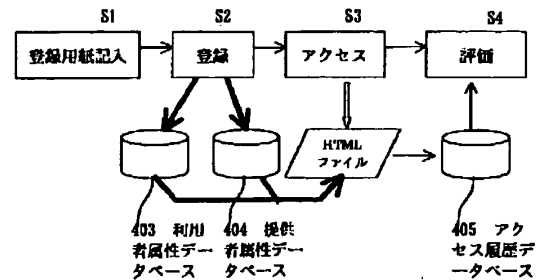 S1 S2 S3 S4
登録用紙記入 登録 アクセス 評価
HTML
ファイル
403 利用
者属性デー
タベース
404 提供
者属性デー
タベース
405 アク
セス履歴デ
ータベース